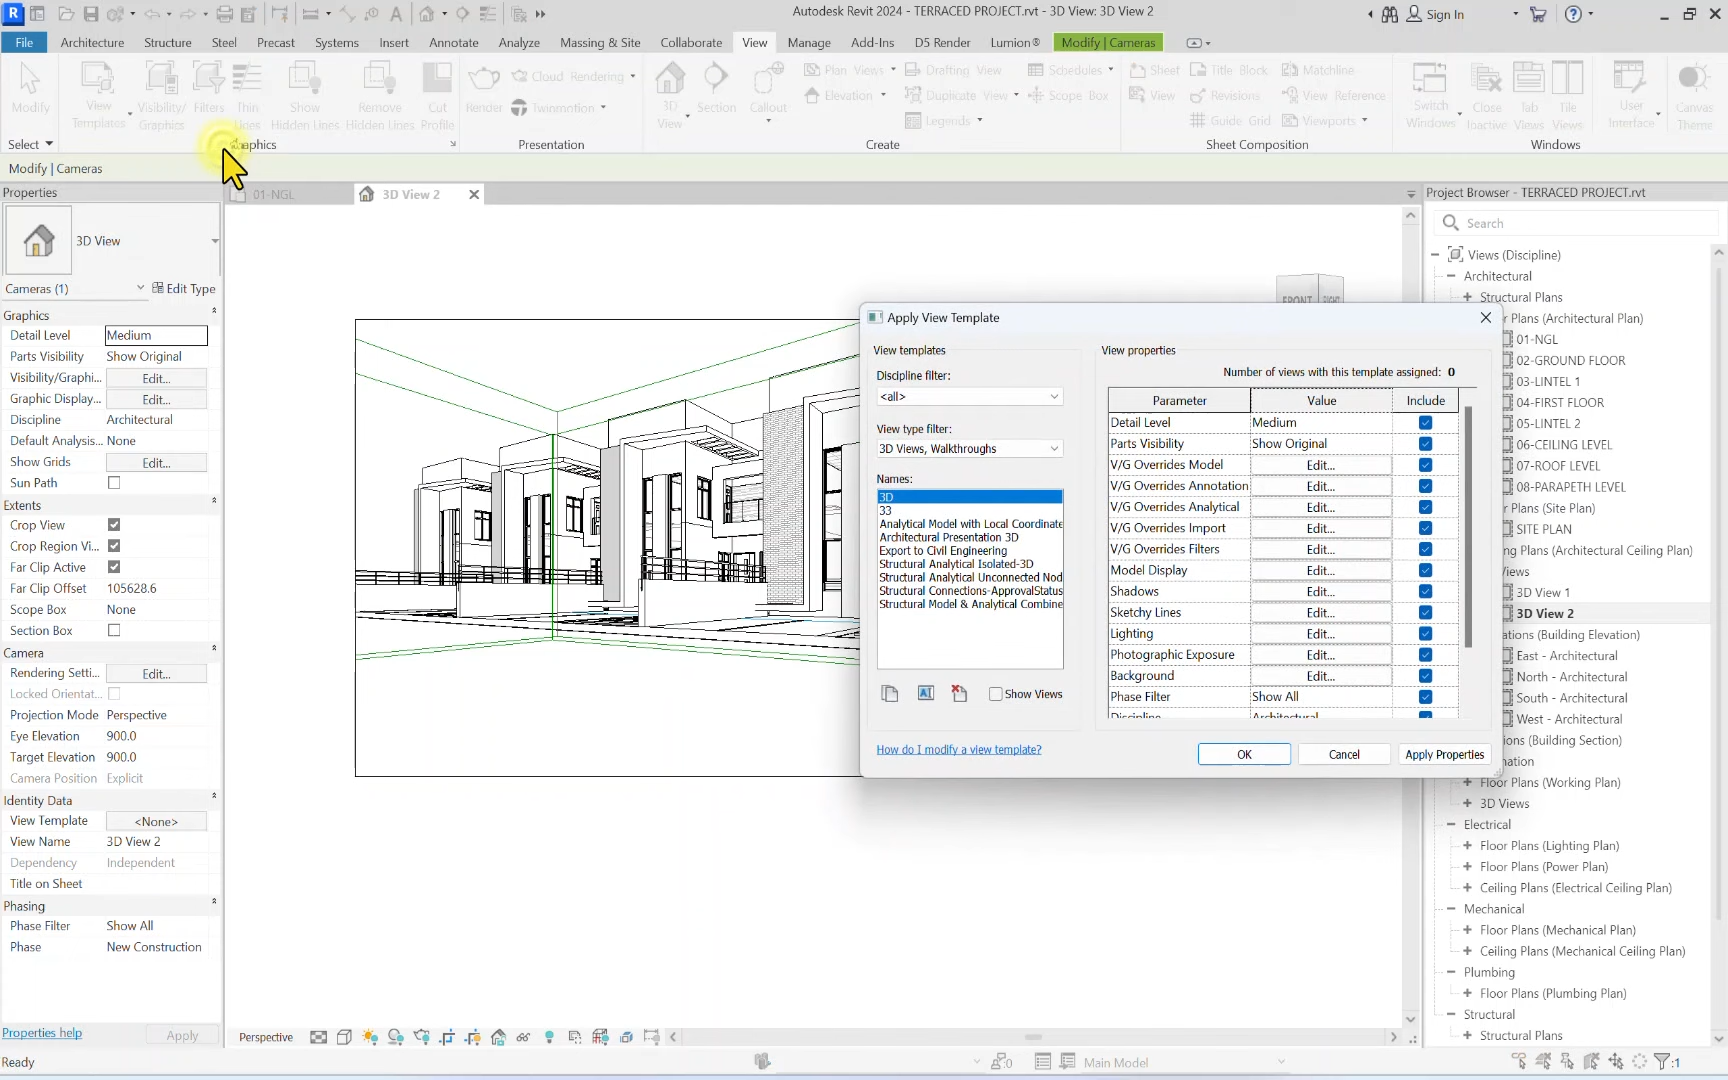 Autodesk Revit 2024 - TERRACED PROJECT.rvt - 3D View: 3D View 2
Sign In
File Architecture Structure Steel Precast Systems Insert Annotate Analyze Massing & Site Collaborate View Manage Add-Ins D5 Render Lumion® Modify | Cameras
Modify
View Templates
Visibility/ Graphics
Filters
Thin Lines
Show Hidden Lines
Remove Hidden Lines
Cut Profile
Render
Cloud Rendering
Twinmotion
3D View
Section
Callout
Plan Views
Elevation
Drafting View
Duplicate View
Legends
Schedules
Scope Box
Sheet
View
Title Block
Revisions
Guide Grid
Matchline
View Reference
Viewports
Switch Windows
Close Inactive
Tab Views
Tile Views
User Interface
Canvas Theme
Select
Presentation
Create
Sheet Composition
Windows
Modify | Cameras
Properties
01-NGL
3D View 2
Project Browser - TERRACED PROJECT.rvt
3D View
Cameras (1)
Edit Type
Graphics
Detail Level Medium
Parts Visibility Show Original
Visibility/Graphi... Edit...
Graphic Display... Edit...
Discipline Architectural
Default Analysis... None
Show Grids Edit...
Sun Path
Extents
Crop View
Crop Region Vi...
Far Clip Active
Far Clip Offset 105628.6
Scope Box None
Section Box
Camera
Rendering Setti... Edit...
Locked Orientat...
Projection Mode Perspective
Eye Elevation 900.0
Target Elevation 900.0
Camera Position Explicit
Identity Data
View Template <None>
View Name 3D View 2
Dependency Independent
Title on Sheet
Phasing
Phase Filter Show All
Phase New Construction
Properties help
Apply
FRONT RIGHT
Apply View Template
View templates
Discipline filter:
<all>
View type filter:
3D Views, Walkthroughs
Names:
3D
33
Analytical Model with Local Coordinate
Architectural Presentation 3D
Export to Civil Engineering
Structural Analytical Isolated-3D
Structural Analytical Unconnected Nod
Structural Connections-ApprovalStatus
Structural Model & Analytical Combine
Show Views
How do I modify a view template?
View properties
Number of views with this template assigned: 0
Parameter Value Include
Detail Level Medium
Parts Visibility Show Original
V/G Overrides Model Edit...
V/G Overrides Annotation Edit...
V/G Overrides Analytical Edit...
V/G Overrides Import Edit...
V/G Overrides Filters Edit...
Model Display Edit...
Shadows Edit...
Sketchy Lines Edit...
Lighting Edit...
Photographic Exposure Edit...
Background Edit...
Phase Filter Show All
Discipline Architectural
OK Cancel Apply Properties
Search
Views (Discipline)
Architectural
Structural Plans
r Plans (Architectural Plan)
01-NGL
02-GROUND FLOOR
03-LINTEL 1
04-FIRST FLOOR
05-LINTEL 2
06-CEILING LEVEL
07-ROOF LEVEL
08-PARAPETH LEVEL
r Plans (Site Plan)
SITE PLAN
ng Plans (Architectural Ceiling Plan)
Views
3D View 1
3D View 2
ations (Building Elevation)
East - Architectural
North - Architectural
South - Architectural
West - Architectural
ions (Building Section)
nation
Floor Plans (Working Plan)
3D Views
Electrical
Floor Plans (Lighting Plan)
Floor Plans (Power Plan)
Ceiling Plans (Electrical Ceiling Plan)
Mechanical
Floor Plans (Mechanical Plan)
Ceiling Plans (Mechanical Ceiling Plan)
Plumbing
Floor Plans (Plumbing Plan)
Structural
Structural Plans
Perspective
Ready
:0
Main Model
:1